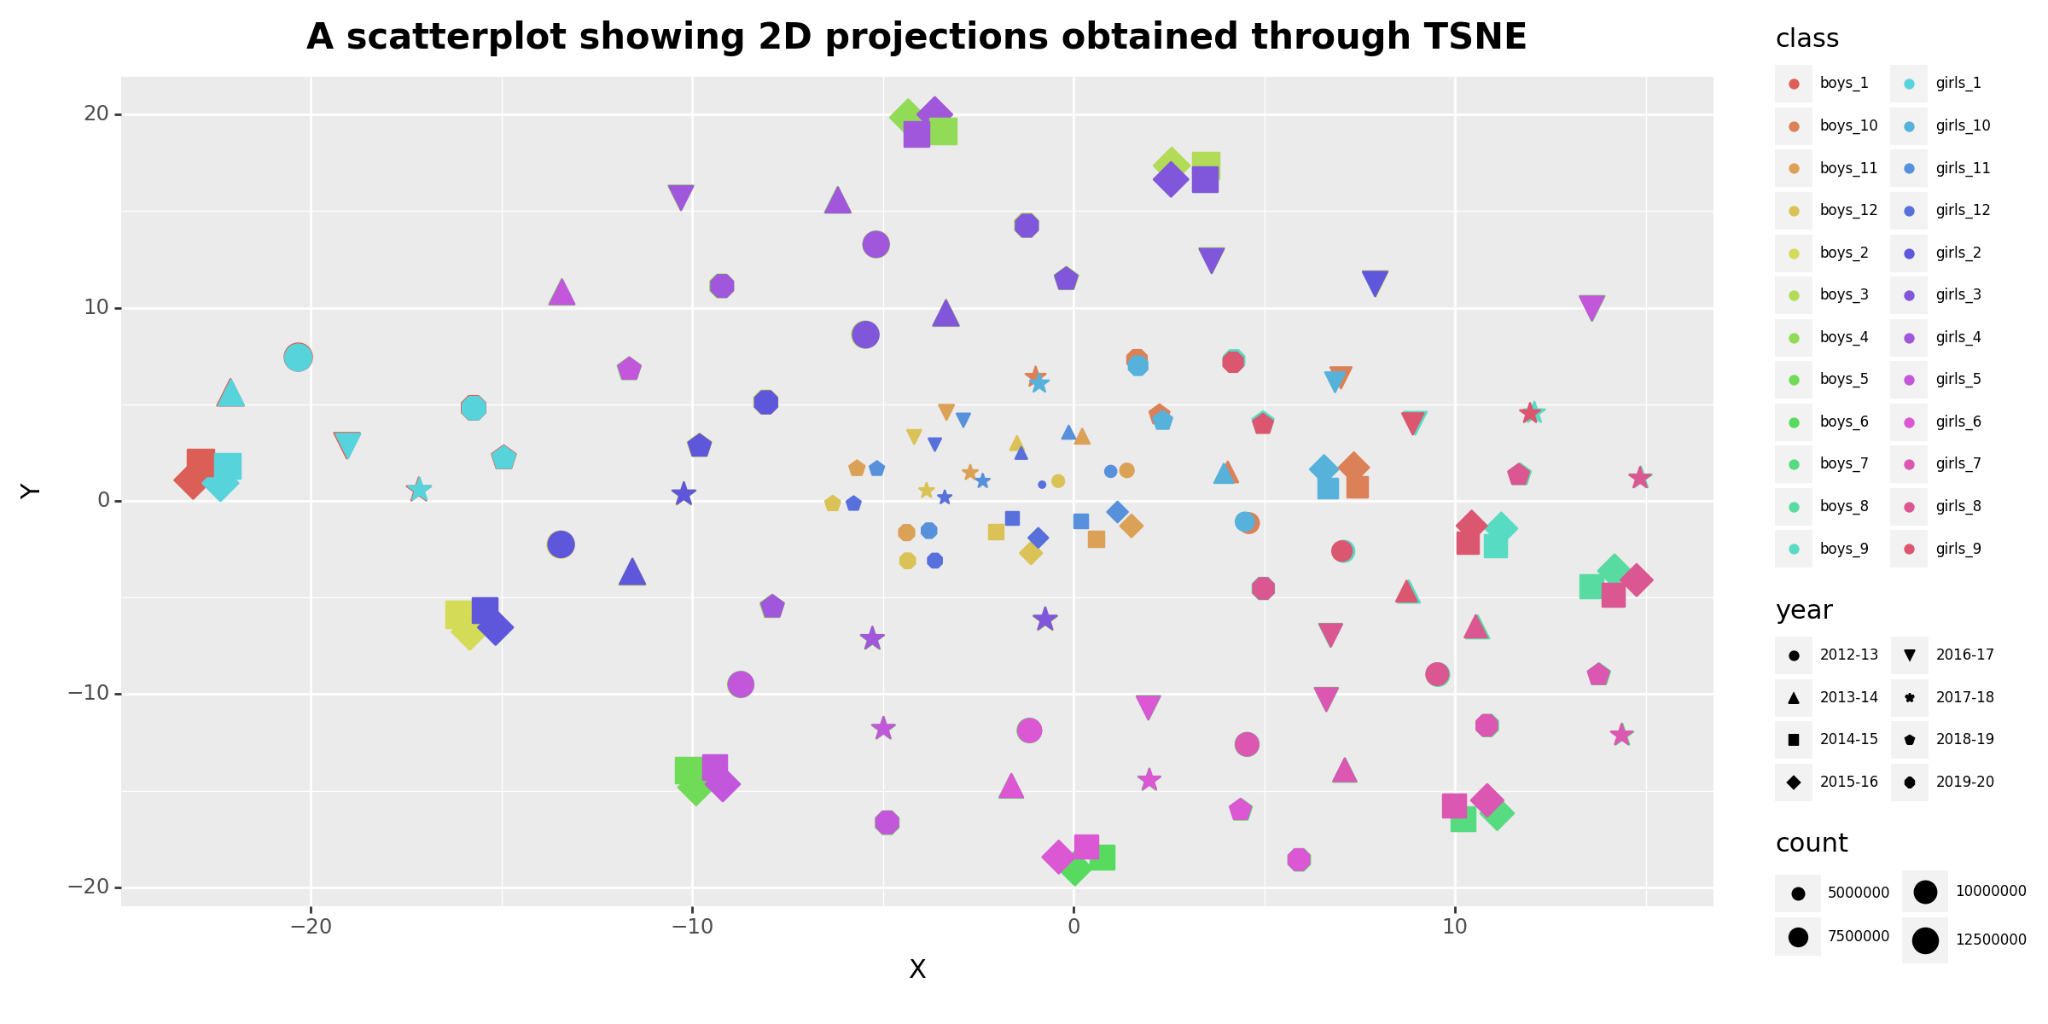 A scatterplot showing 2D projections obtained through TSNE
class
boys_1 girls_1
boys_10 girls_10
boys_11 girls_11
boys_12 girls_12
boys_2 girls_2
boys_3 girls_3
boys_4 girls_4
boys_5 girls_5
boys_6 girls_6
boys_7 girls_7
boys_8 girls_8
boys_9 girls_9
year
2012-13 2016-17
2013-14 2017-18
2014-15 2018-19
2015-16 2019-20
count
5000000 10000000
7500000 12500000
20
10
0
−10
−20
Y
−20 −10 0 10
X